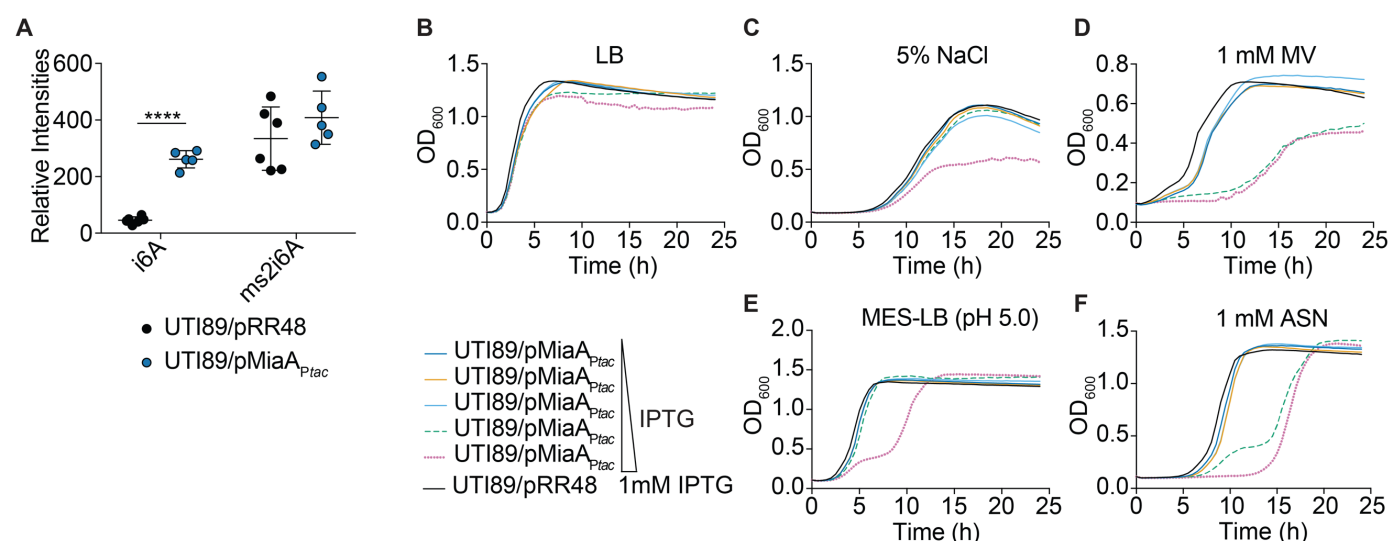 A
Relative Intensities
600
400
200
0
****
i6A
ms2i6A
UTI89/pRR48
UTI89/pMiaAPtac
B
LB
OD600
1.5
1.0
0.5
0.0
0 5 10 15 20 25
Time (h)
C
5% NaCl
OD600
1.5
1.0
0.5
0.0
0 5 10 15 20 25
Time (h)
D
1 mM MV
OD600
0.8
0.6
0.4
0.2
0.0
0 5 10 15 20 25
Time (h)
UTI89/pMiaAPtac
UTI89/pMiaAPtac
UTI89/pMiaAPtac
UTI89/pMiaAPtac
UTI89/pMiaAPtac
IPTG
UTI89/pRR48 1mM IPTG
E
MES-LB (pH 5.0)
OD600
2.0
1.5
1.0
0.5
0.0
0 5 10 15 20 25
Time (h)
F
1 mM ASN
OD600
1.5
1.0
0.5
0.0
0 5 10 15 20 25
Time (h)